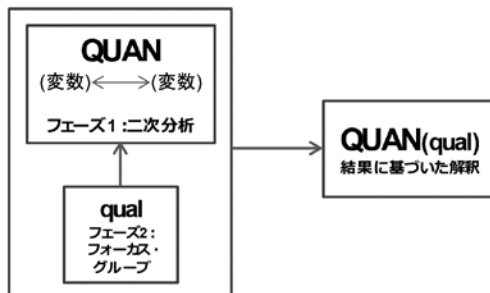 QUAN
(変数)⟷(変数)
フェーズ1:二次分析
qual
フェーズ2:
フォーカス・
グループ
QUAN(qual)
結果に基づいた解釈